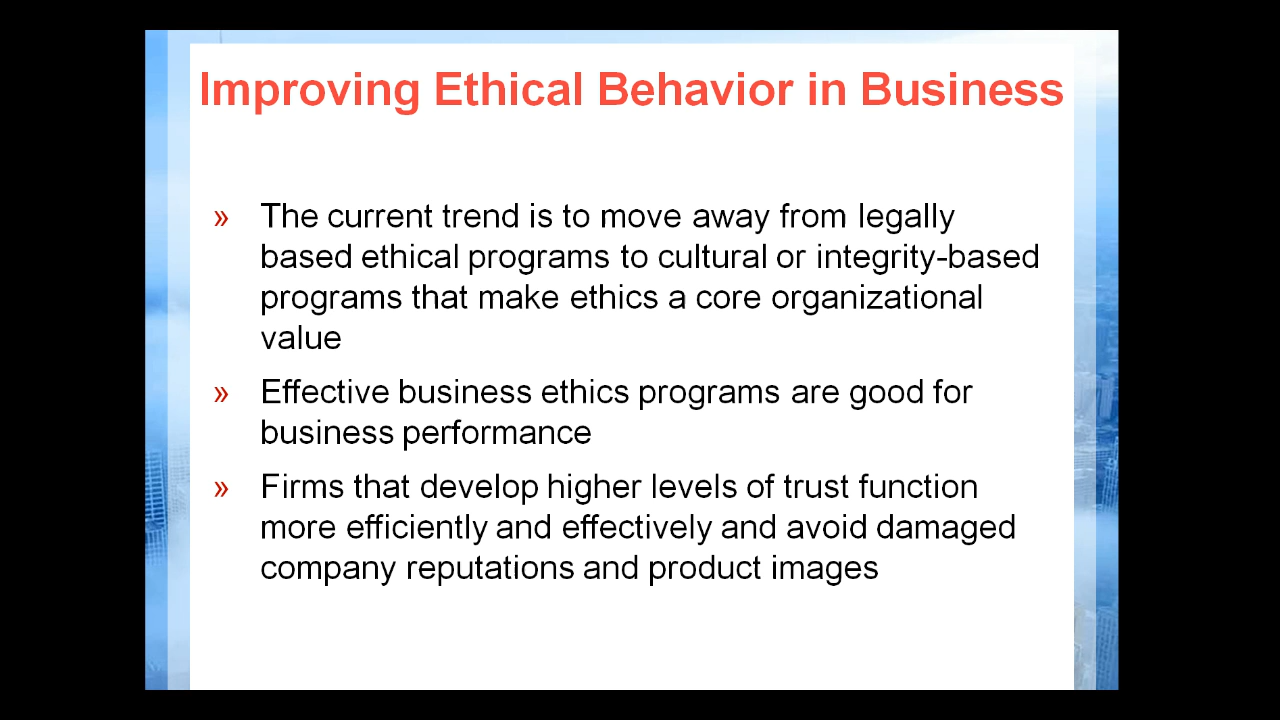 Improving Ethical Behavior in Business
» The current trend is to move away from legally
based ethical programs to cultural or integrity-based
programs that make ethics a core organizational
value
» Effective business ethics programs are good for
business performance
» Firms that develop higher levels of trust function
more efficiently and effectively and avoid damaged
company reputations and product images